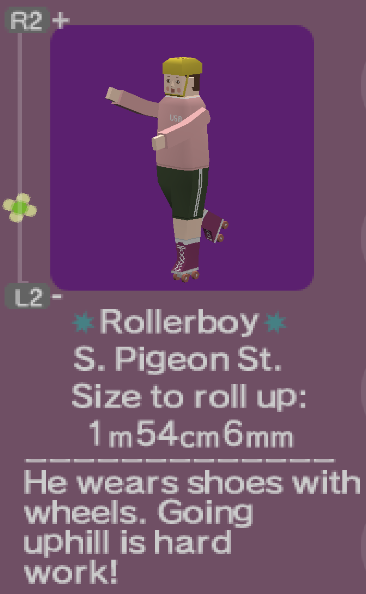 R2 +
L2 -
Rollerboy
S. Pigeon St.
Size to roll up:
1m54cm6mm
He wears shoes with
wheels. Going
uphill is hard
work!